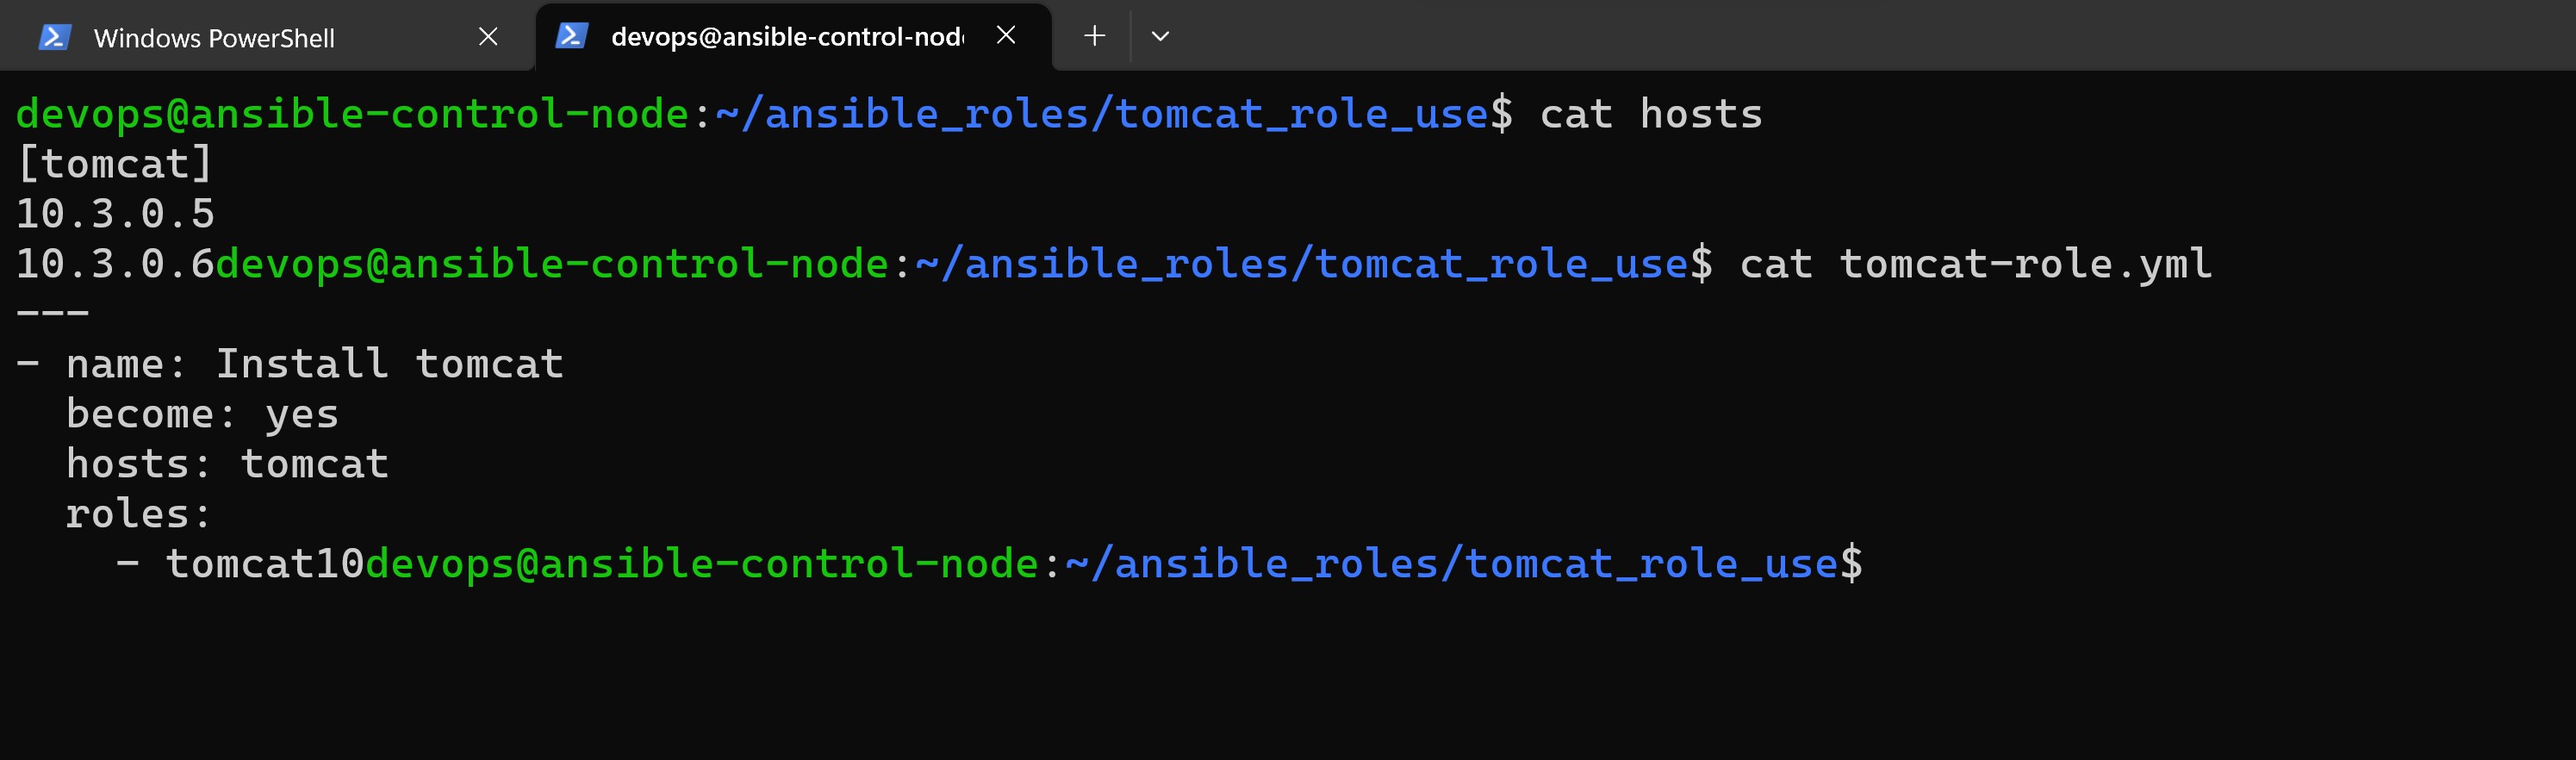 Windows PowerShell
devops@ansible-control-nod
devops@ansible-control-node:~/ansible_roles/tomcat_role_use$ cat hosts
[tomcat]
10.3.0.5
10.3.0.6devops@ansible-control-node:~/ansible_roles/tomcat_role_use$ cat tomcat-role.yml
---
- name: Install tomcat
  become: yes
  hosts: tomcat
  roles:
    - tomcat10devops@ansible-control-node:~/ansible_roles/tomcat_role_use$